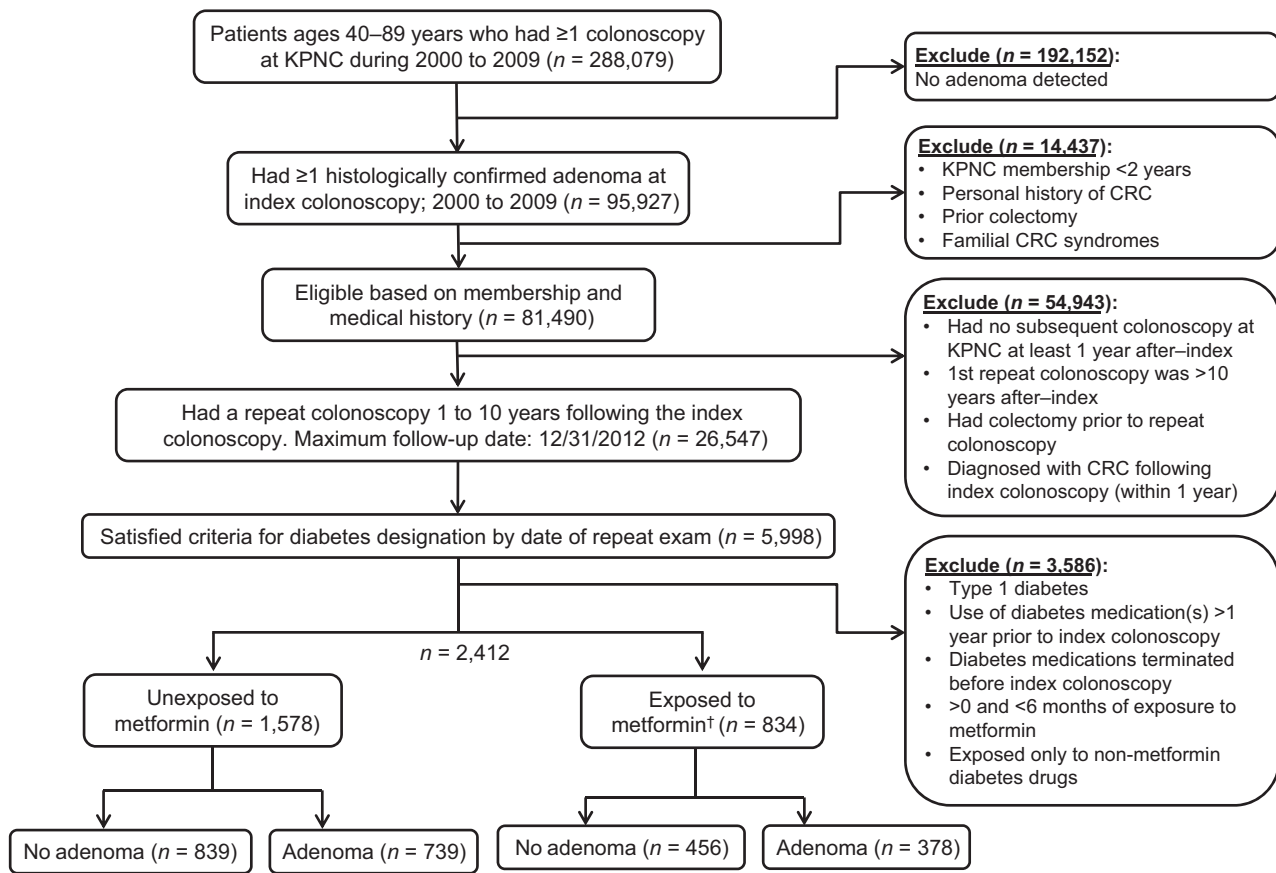 Patients ages 40–89 years who had ≥1 colonoscopy
at KPNC during 2000 to 2009 (n = 288,079)
Exclude (n = 192,152):
No adenoma detected
Had ≥1 histologically confirmed adenoma at
index colonoscopy; 2000 to 2009 (n = 95,927)
Exclude (n = 14,437):
• KPNC membership <2 years
• Personal history of CRC
• Prior colectomy
• Familial CRC syndromes
Eligible based on membership and
medical history (n = 81,490)
Exclude (n = 54,943):
• Had no subsequent colonoscopy at
KPNC at least 1 year after–index
• 1st repeat colonoscopy was >10
years after–index
• Had colectomy prior to repeat
colonoscopy
• Diagnosed with CRC following
index colonoscopy (within 1 year)
Had a repeat colonoscopy 1 to 10 years following the index
colonoscopy. Maximum follow-up date: 12/31/2012 (n = 26,547)
Satisfied criteria for diabetes designation by date of repeat exam (n = 5,998)
Exclude (n = 3,586):
• Type 1 diabetes
• Use of diabetes medication(s) >1
year prior to index colonoscopy
• Diabetes medications terminated
before index colonoscopy
• >0 and <6 months of exposure to
metformin
• Exposed only to non-metformin
diabetes drugs
n = 2,412
Unexposed to
metformin (n = 1,578)
Exposed to
metformin† (n = 834)
No adenoma (n = 839)
Adenoma (n = 739)
No adenoma (n = 456)
Adenoma (n = 378)